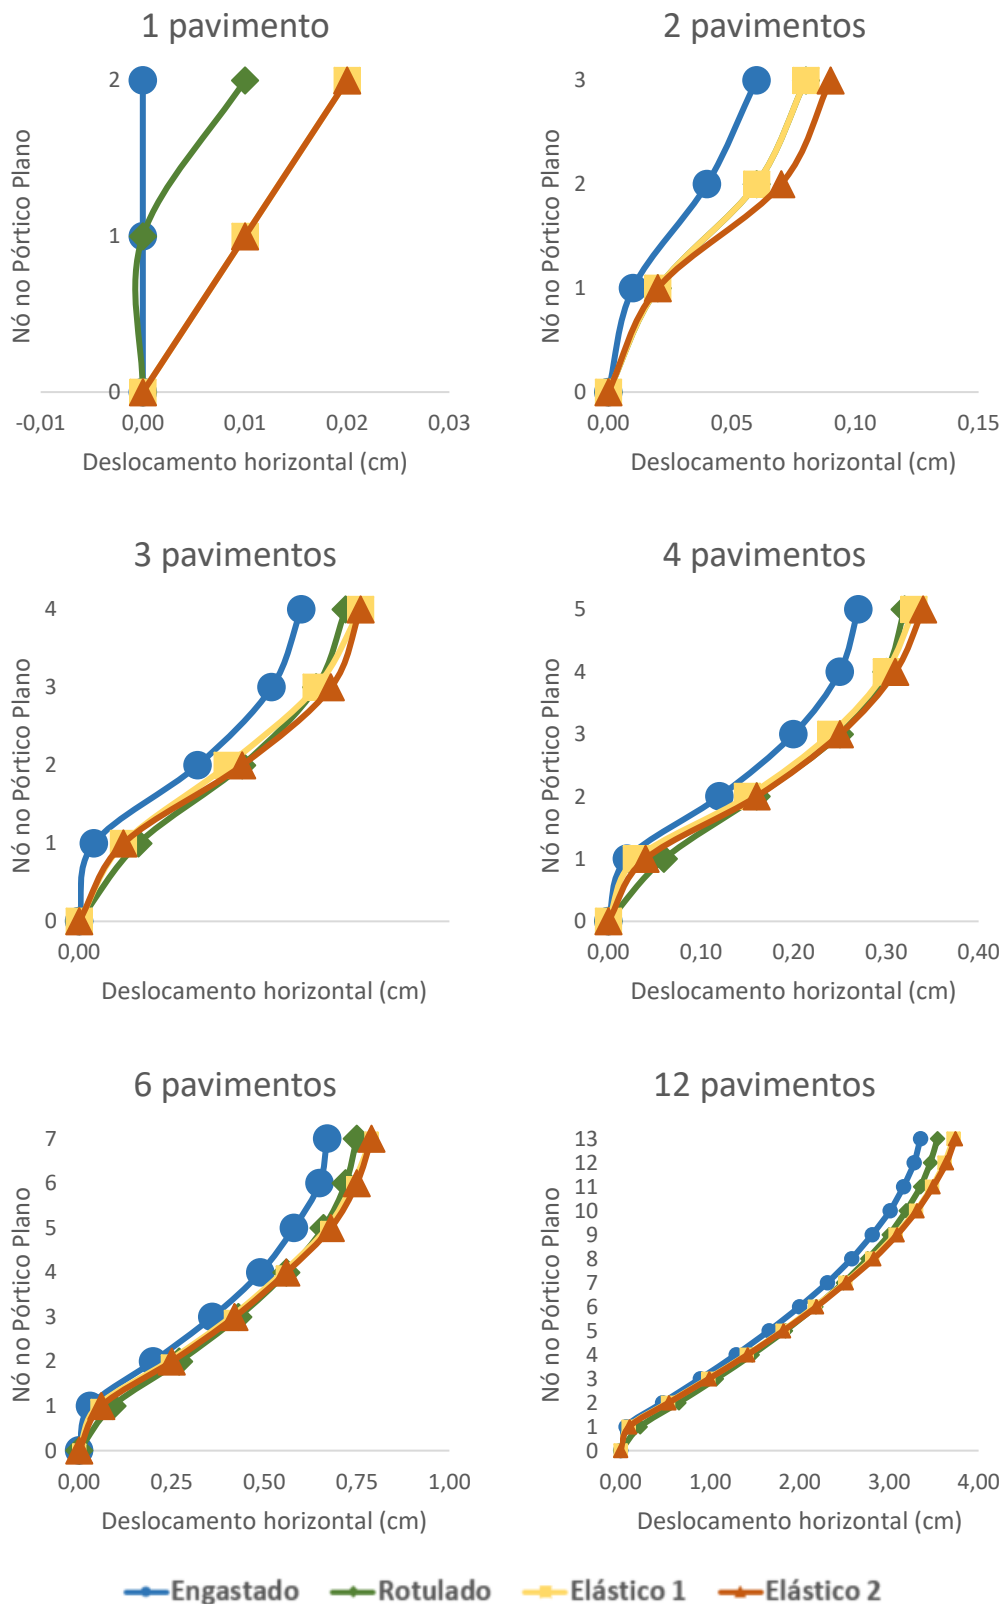 1 pavimento
Nó no Pórtico Plano
2
1
0
-0,01 0,00 0,01 0,02 0,03
Deslocamento horizontal (cm)
2 pavimentos
Nó no Pórtico Plano
3
2
1
0
0,00 0,05 0,10 0,15
Deslocamento horizontal (cm)
3 pavimentos
Nó no Pórtico Plano
4
3
2
1
0
0,00
Deslocamento horizontal (cm)
4 pavimentos
Nó no Pórtico Plano
5
4
3
2
1
0
0,00 0,10 0,20 0,30 0,40
Deslocamento horizontal (cm)
6 pavimentos
Nó no Pórtico Plano
7
6
5
4
3
2
1
0
0,00 0,25 0,50 0,75 1,00
Deslocamento horizontal (cm)
12 pavimentos
Nó no Pórtico Plano
13
12
11
10
9
8
7
6
5
4
3
2
1
0
0,00 1,00 2,00 3,00 4,00
Deslocamento horizontal (cm)
Engastado Rotulado Elástico 1 Elástico 2